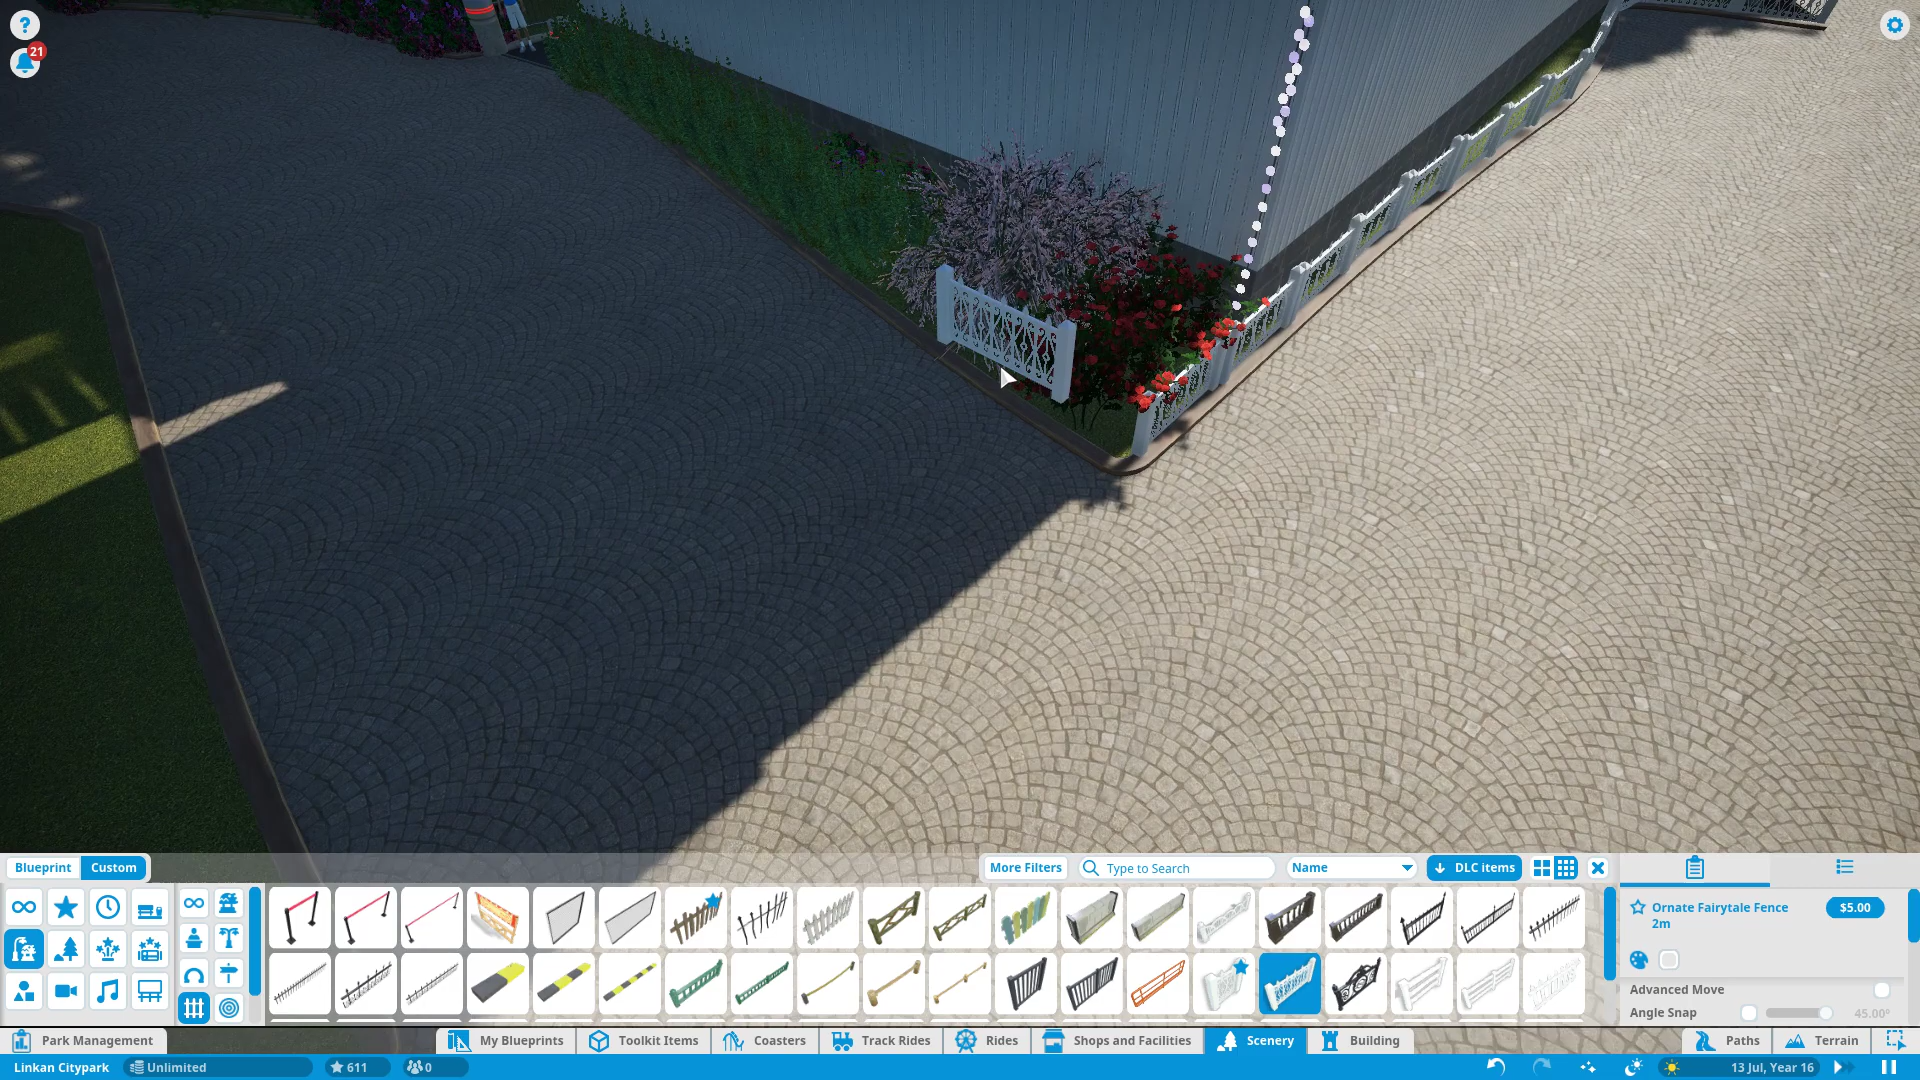 ?
21
Blueprint
Custom
More Filters
Type to Search
Name
DLC items
Ornate Fairytale Fence
2m
$5.00
Advanced Move
Angle Snap
45.00°
Park Management
My Blueprints
Toolkit Items
Coasters
Track Rides
Rides
Shops and Facilities
Scenery
Building
Paths
Terrain
Linkan Citypark
Unlimited
611
0
13 Jul, Year 16